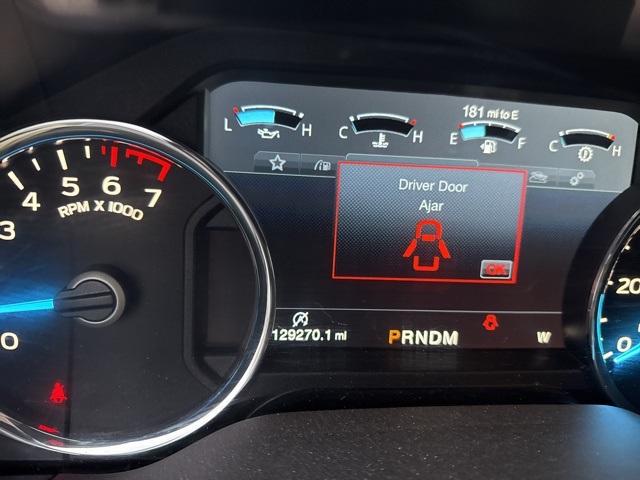 181 mi to E
L H C H E F C H
Driver Door
Ajar
OK
3 4 5 6 7
RPM X 1000
0
20
0
129270.1 mi
PRNDM
W